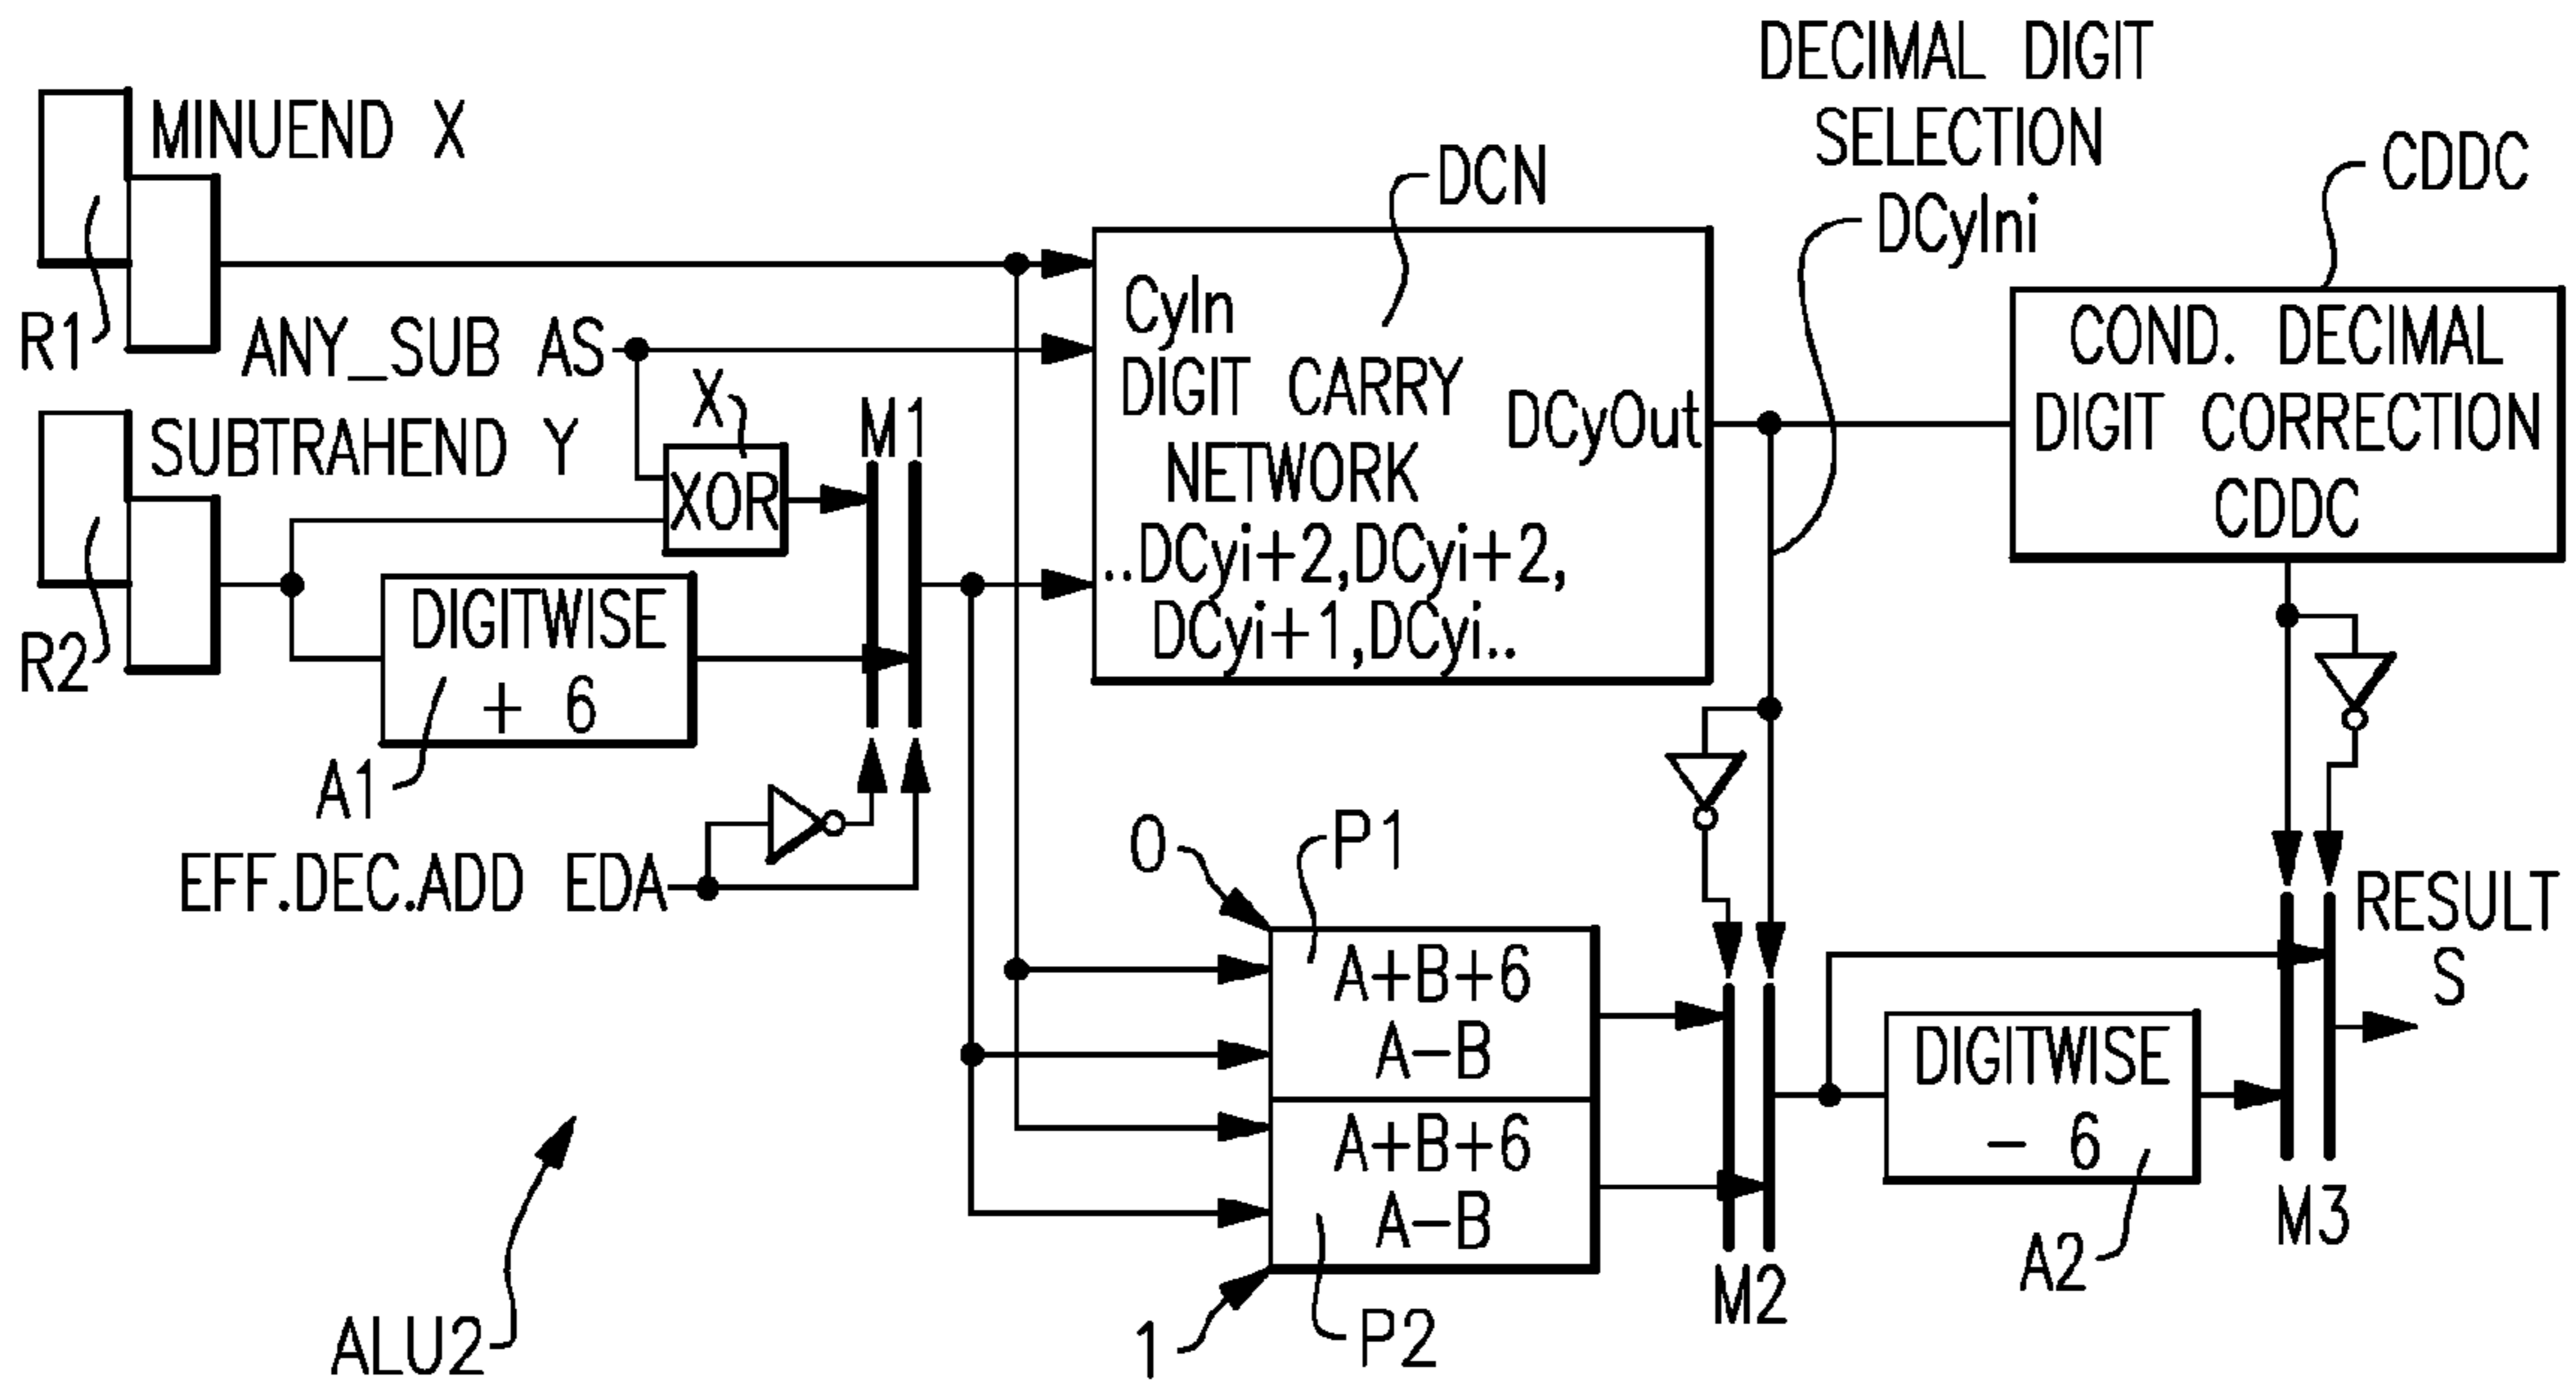 DECIMAL DIGIT
SELECTION
DCyIni
CDDC
MINUEND X
DCN
R1
ANY_SUB AS
CyIn
DIGIT CARRY
NETWORK
DCyOut
..DCyi+2,DCyi+2,
DCyi+1,DCyi..
COND. DECIMAL
DIGIT CORRECTION
CDDC
X
M1
SUBTRAHEND Y
XOR
R2
DIGITWISE
+ 6
A1
EFF.DEC.ADD EDA
0
P1
A+B+6
A-B
A+B+6
A-B
1
P2
M2
DIGITWISE
- 6
A2
M3
RESULT
S
ALU2